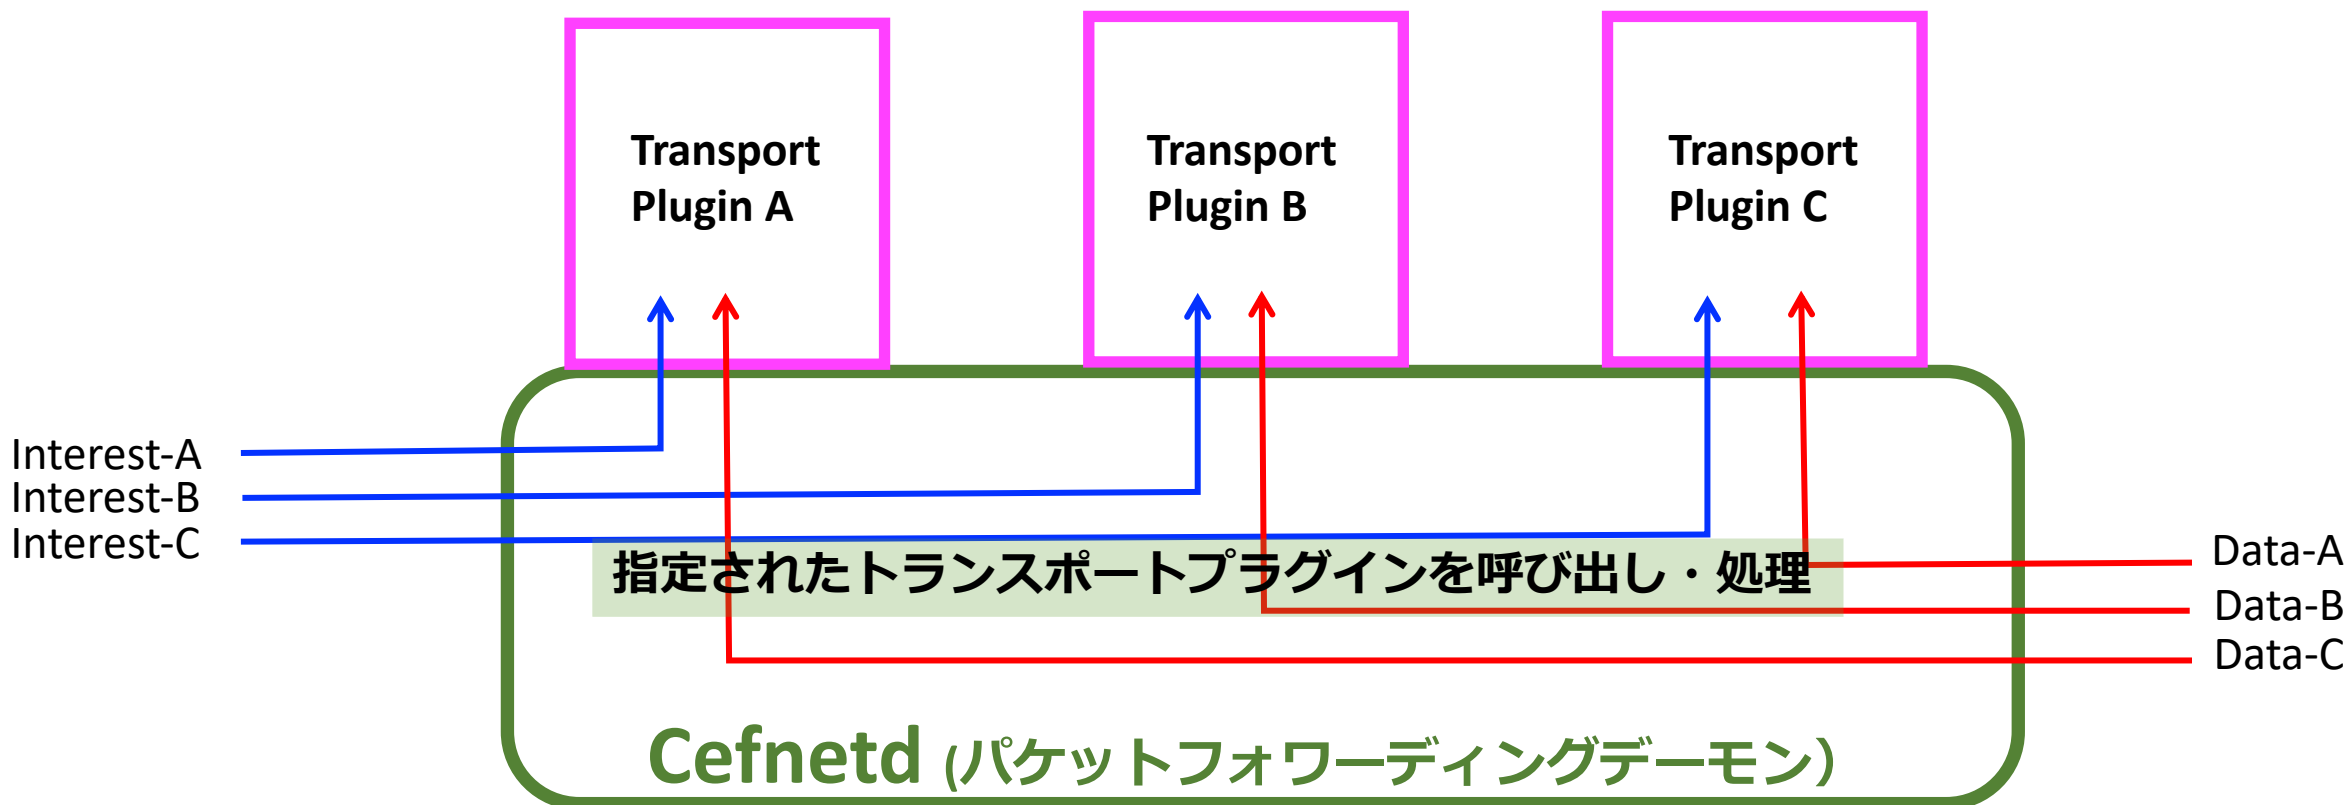 Transport
Plugin A
Transport
Plugin B
Transport
Plugin C
Interest-A
Interest-B
Interest-C
指定されたトランスポートプラグインを呼び出し・処理
Data-A
Data-B
Data-C
Cefnetd (パケットフォワーディングデーモン）